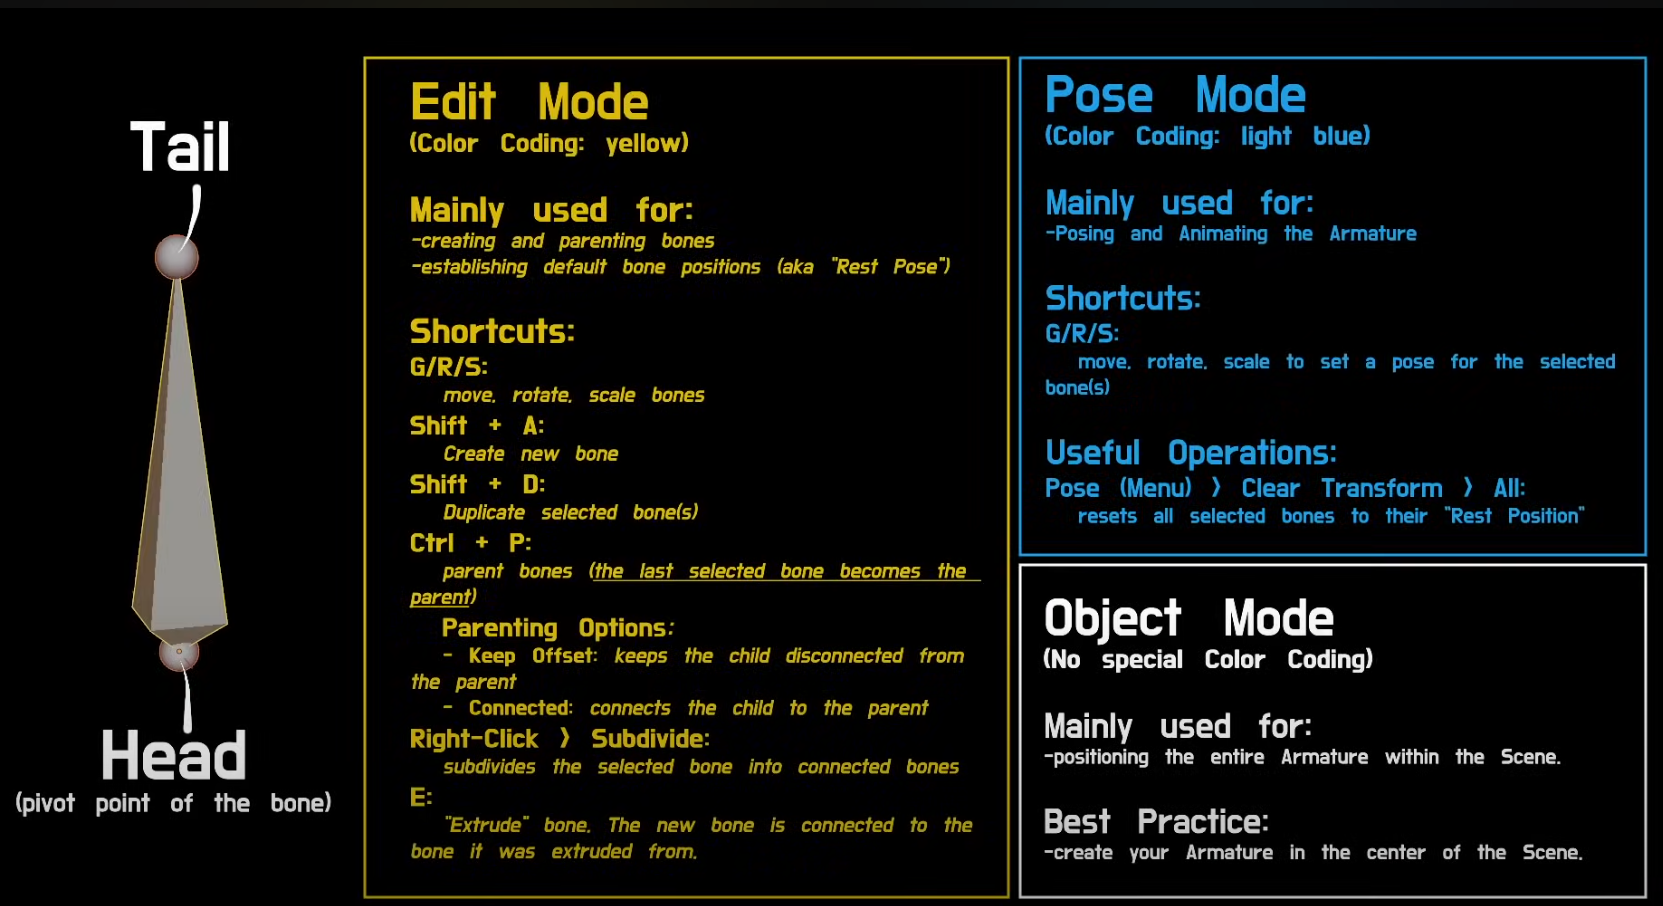 Tail
Head
(pivot point of the bone)
Edit Mode
(Color Coding: yellow)
Mainly used for:
-creating and parenting bones
-establishing default bone positions (aka "Rest Pose")
Shortcuts:
G/R/S:
move, rotate, scale bones
Shift + A:
Create new bone
Shift + D:
Duplicate selected bone(s)
Ctrl + P:
parent bones (the last selected bone becomes the
parent)
Parenting Options:
- Keep Offset: keeps the child disconnected from
the parent
- Connected: connects the child to the parent
Right-Click > Subdivide:
subdivides the selected bone into connected bones
E:
"Extrude" bone. The new bone is connected to the
bone it was extruded from.
Pose Mode
(Color Coding: light blue)
Mainly used for:
-Posing and Animating the Armature
Shortcuts:
G/R/S:
move, rotate, scale to set a pose for the selected
bone(s)
Useful Operations:
Pose (Menu) > Clear Transform > All:
resets all selected bones to their "Rest Position"
Object Mode
(No special Color Coding)
Mainly used for:
-positioning the entire Armature within the Scene.
Best Practice:
-create your Armature in the center of the Scene.